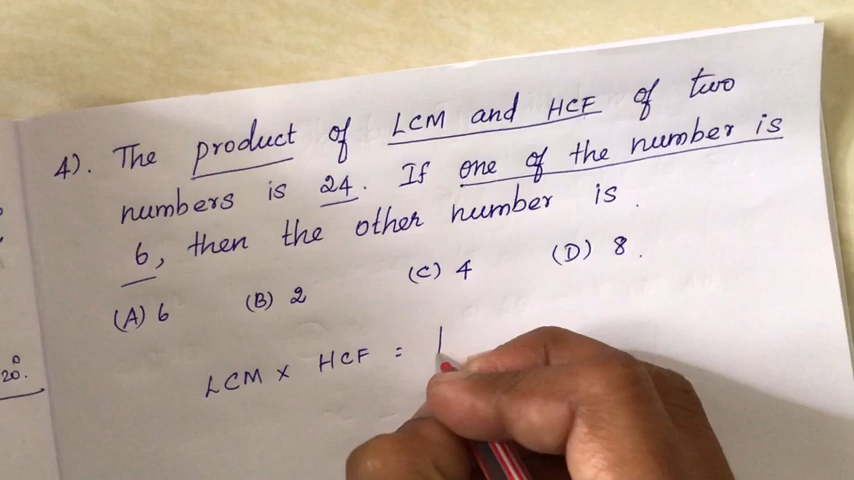 4). The product of LCM and HCF of two
numbers is 24. If one of the number is
6, then the other number is.
(A) 6 (B) 2 (C) 4 (D) 8.
LCM x HCF =
20.